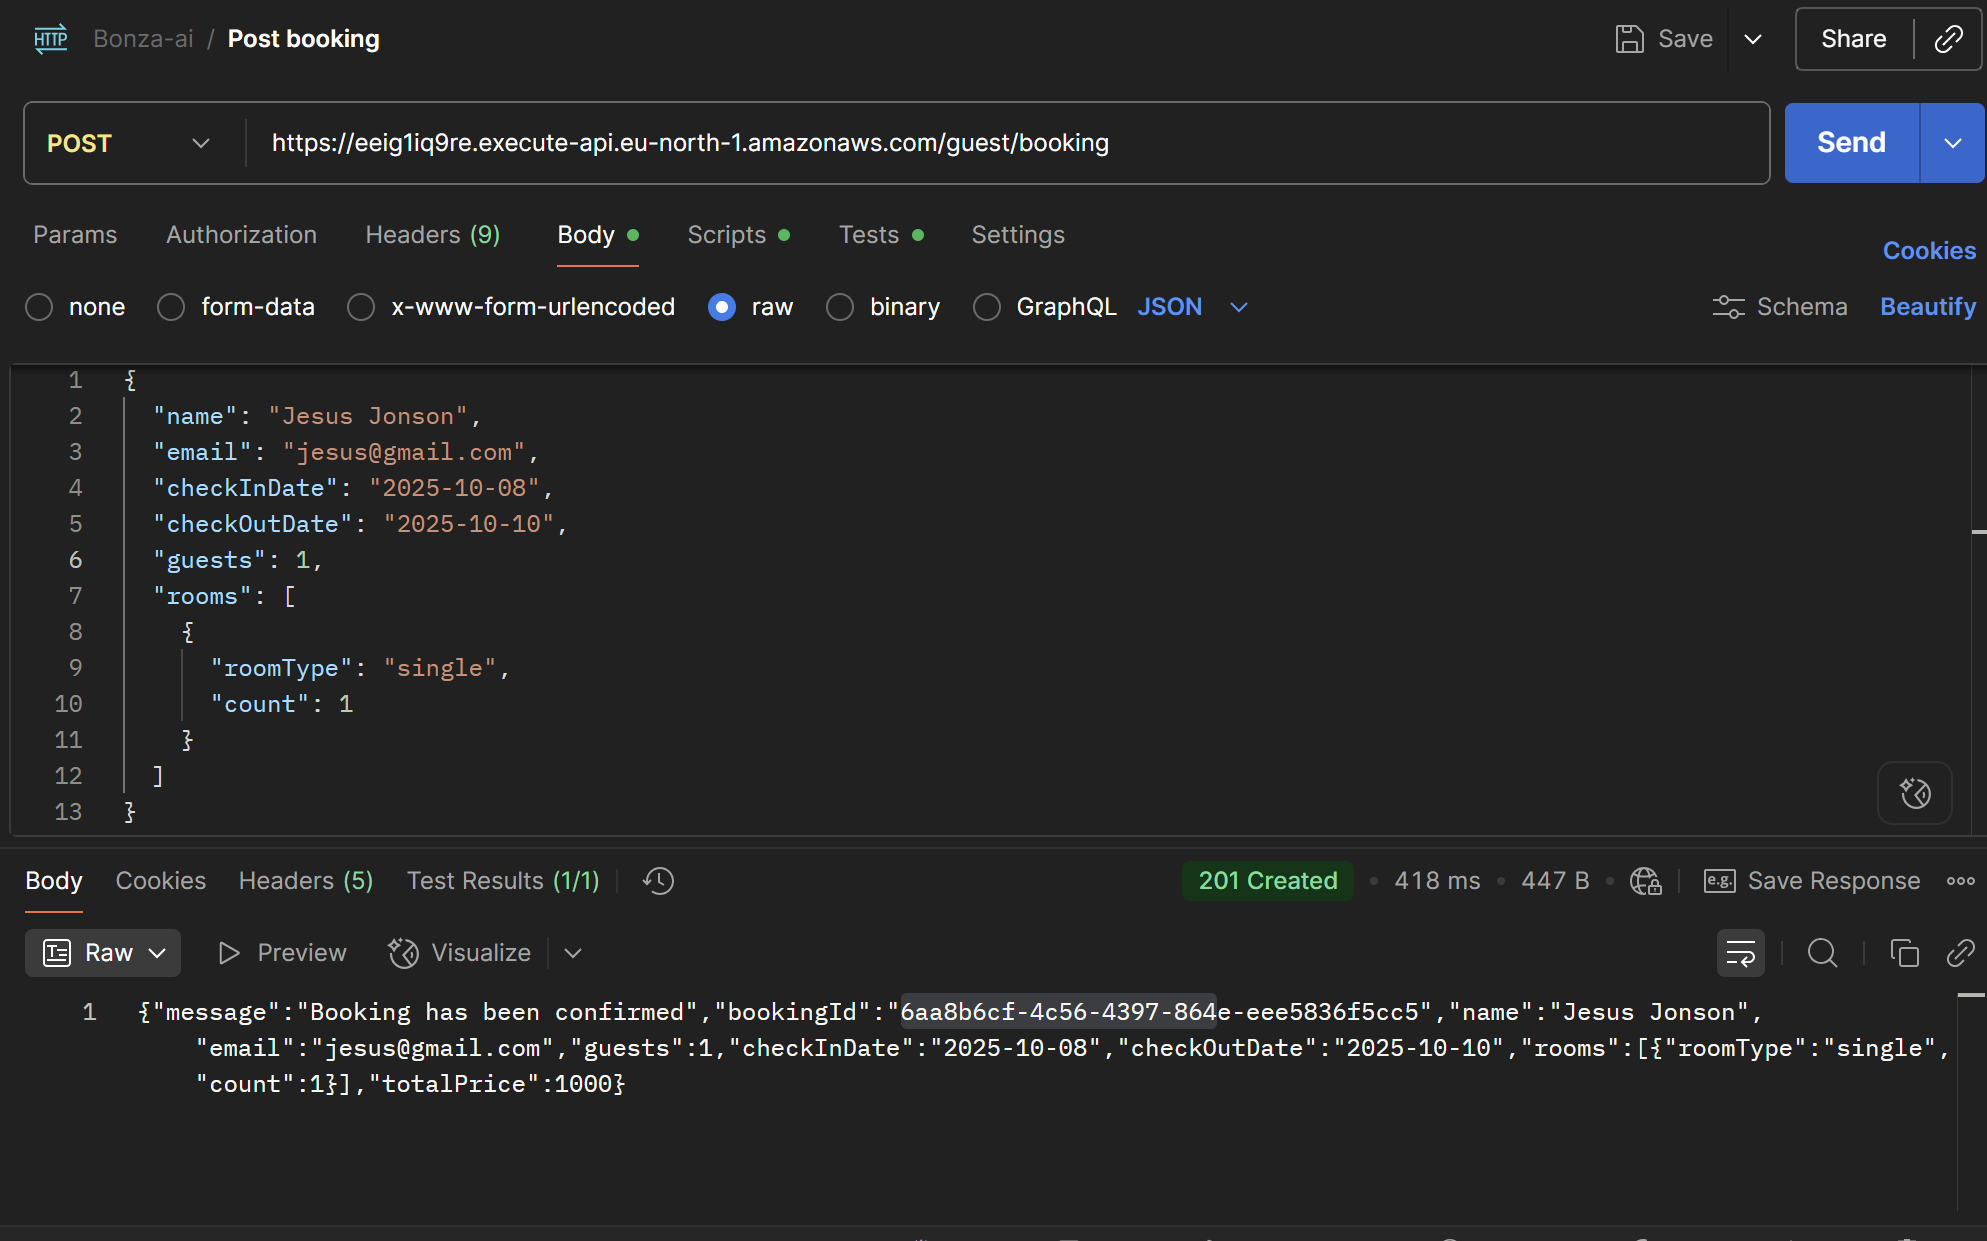 HTTP Bonza-ai / Post booking Save Share
POST https://eeig1iq9re.execute-api.eu-north-1.amazonaws.com/guest/booking Send
Params Authorization Headers (9) Body Scripts Tests Settings Cookies
none form-data x-www-form-urlencoded raw binary GraphQL JSON Schema Beautify
1 {
2 "name": "Jesus Jonson",
3 "email": "jesus@gmail.com",
4 "checkInDate": "2025-10-08",
5 "checkOutDate": "2025-10-10",
6 "guests": 1,
7 "rooms": [
8 {
9 "roomType": "single",
10 "count": 1
11 }
12 ]
13 }
Body Cookies Headers (5) Test Results (1/1) 201 Created • 418 ms • 447 B • e.g. Save Response
Raw Preview Visualize
1 {"message":"Booking has been confirmed","bookingId":"6aa8b6cf-4c56-4397-864e-eee5836f5cc5","name":"Jesus Jonson",
"email":"jesus@gmail.com","guests":1,"checkInDate":"2025-10-08","checkOutDate":"2025-10-10","rooms":[{"roomType":"single",
"count":1}],"totalPrice":1000}